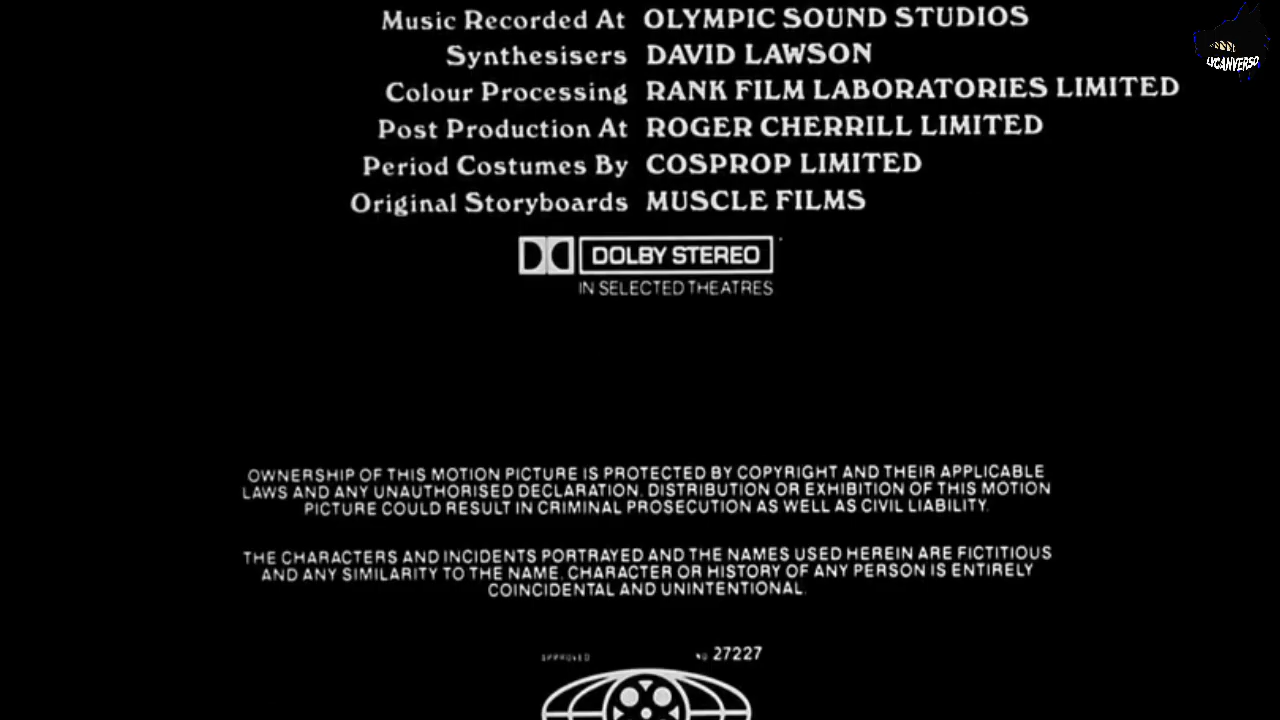 Music Recorded At OLYMPIC SOUND STUDIOS
Synthesisers DAVID LAWSON
Colour Processing RANK FILM LABORATORIES LIMITED
Post Production At ROGER CHERRILL LIMITED
Period Costumes By COSPROP LIMITED
Original Storyboards MUSCLE FILMS
DOLBY STEREO
IN SELECTED THEATRES
OWNERSHIP OF THIS MOTION PICTURE IS PROTECTED BY COPYRIGHT AND THEIR APPLICABLE
LAWS AND ANY UNAUTHORISED DECLARATION, DISTRIBUTION OR EXHIBITION OF THIS MOTION
PICTURE COULD RESULT IN CRIMINAL PROSECUTION AS WELL AS CIVIL LIABILITY.
THE CHARACTERS AND INCIDENTS PORTRAYED AND THE NAMES USED HEREIN ARE FICTITIOUS
AND ANY SIMILARITY TO THE NAME, CHARACTER OR HISTORY OF ANY PERSON IS ENTIRELY
COINCIDENTAL AND UNINTENTIONAL.
APPROVED No 27227
LYCANVERSO